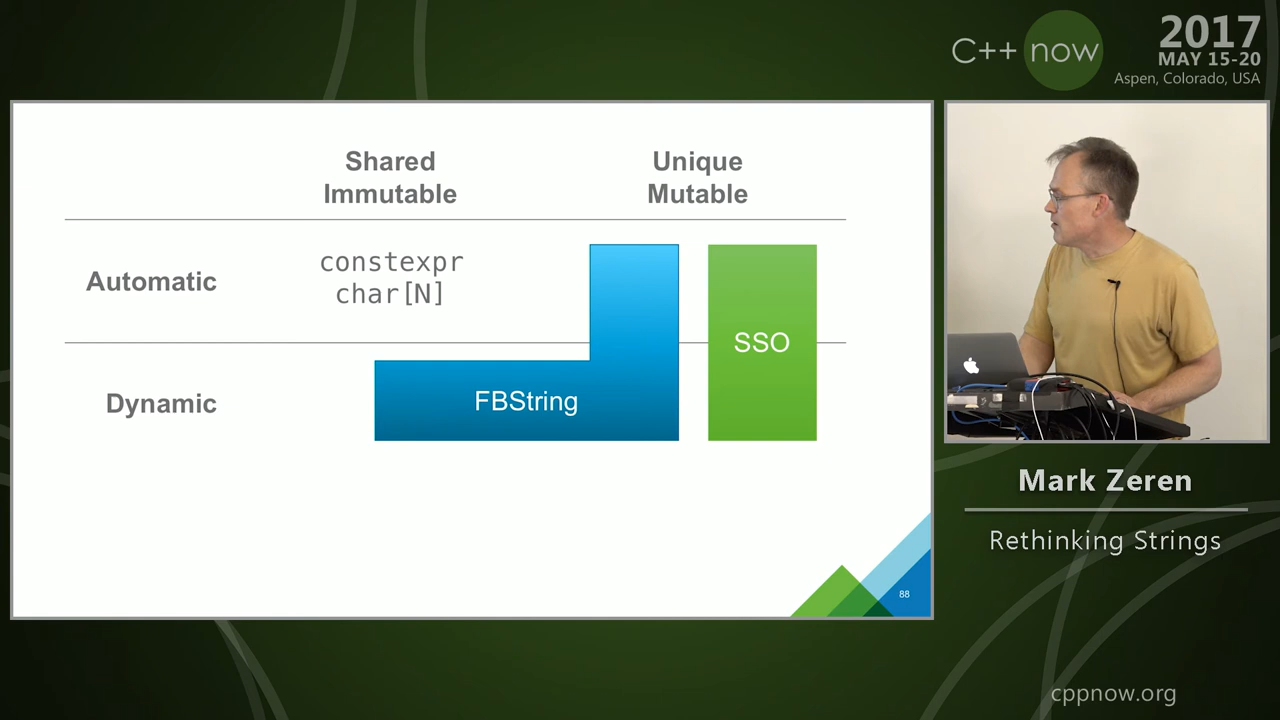 C++ now
2017
MAY 15-20
Aspen, Colorado, USA
Shared Immutable
Unique Mutable
Automatic
constexpr
char[N]
SSO
Dynamic
FBString
88
Mark Zeren
Rethinking Strings
cppnow.org